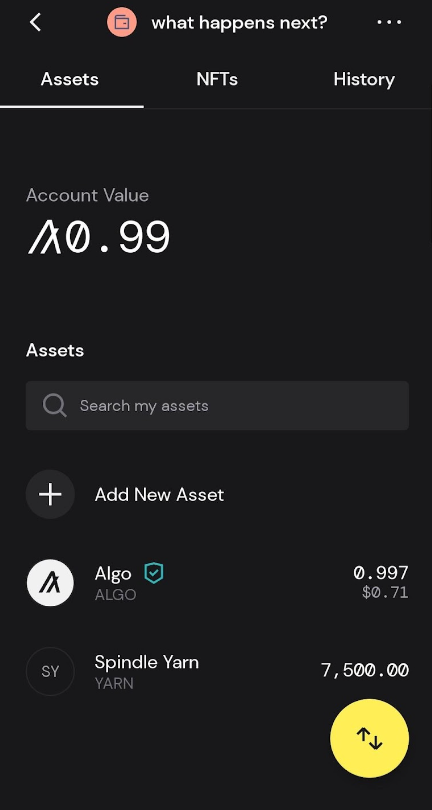 what happens next?
Assets NFTs History
Account Value
0.99
Assets
Search my assets
Add New Asset
Algo 0.997
ALGO $0.71
SY Spindle Yarn 7,500.00
YARN